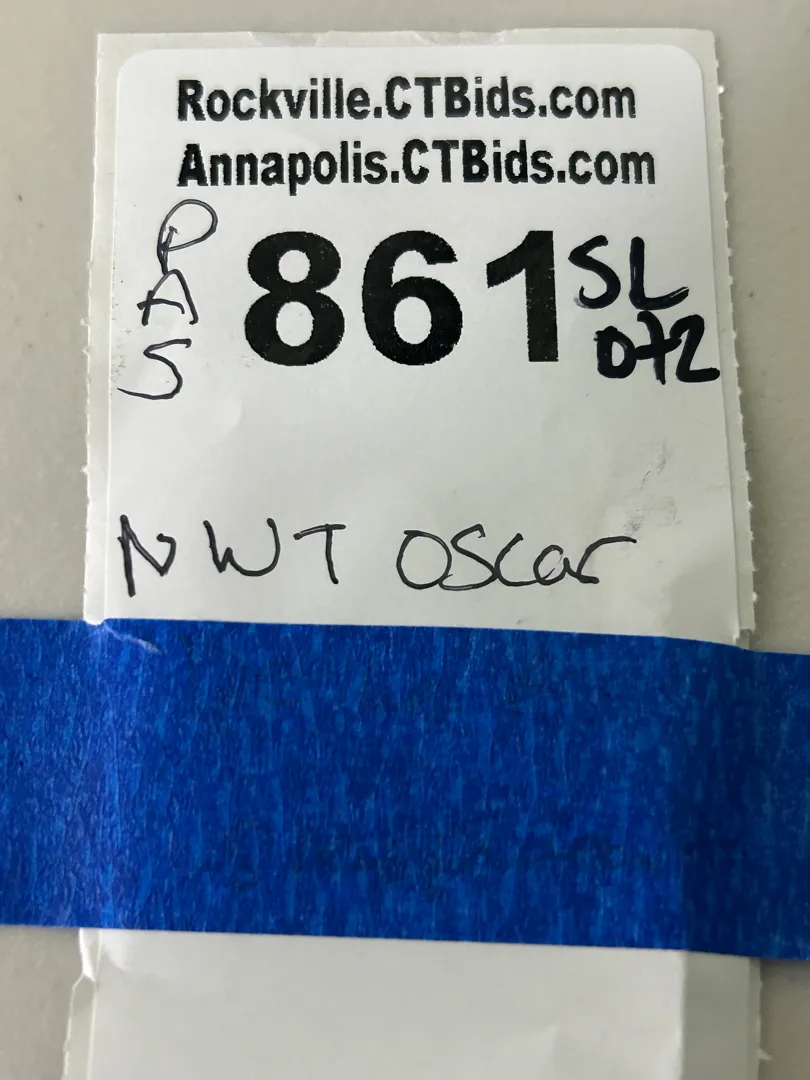 Rockville.CTBids.com
Annapolis.CTBids.com
PAS
861
SL
072
NWT Oscar